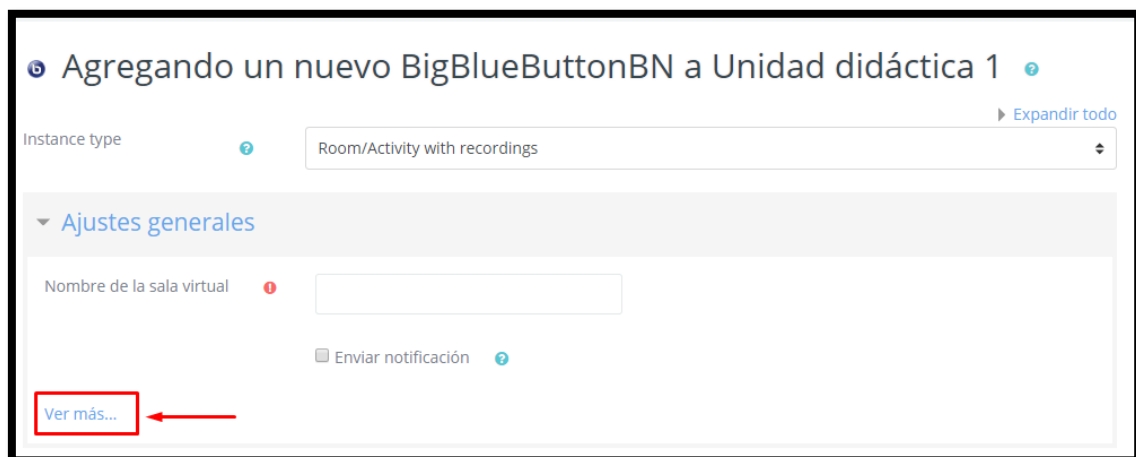 Agregando un nuevo BigBlueButtonBN a Unidad didáctica 1
Expandir todo
Instance type
Room/Activity with recordings
Ajustes generales
Nombre de la sala virtual
Enviar notificación
Ver más...